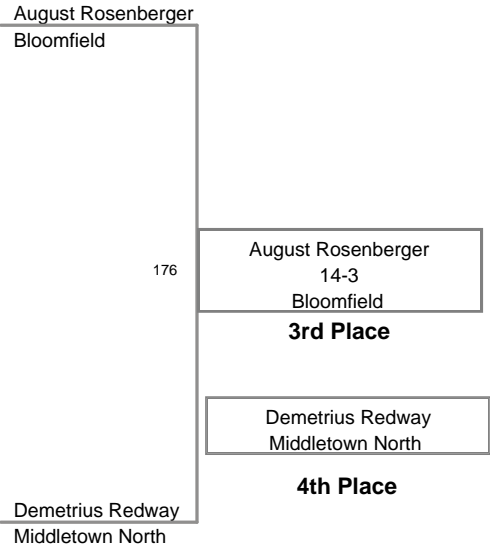 August Rosenberger
Bloomfield
176
August Rosenberger
14-3
Bloomfield
3rd Place
Demetrius Redway
Middletown North
4th Place
Demetrius Redway
Middletown North